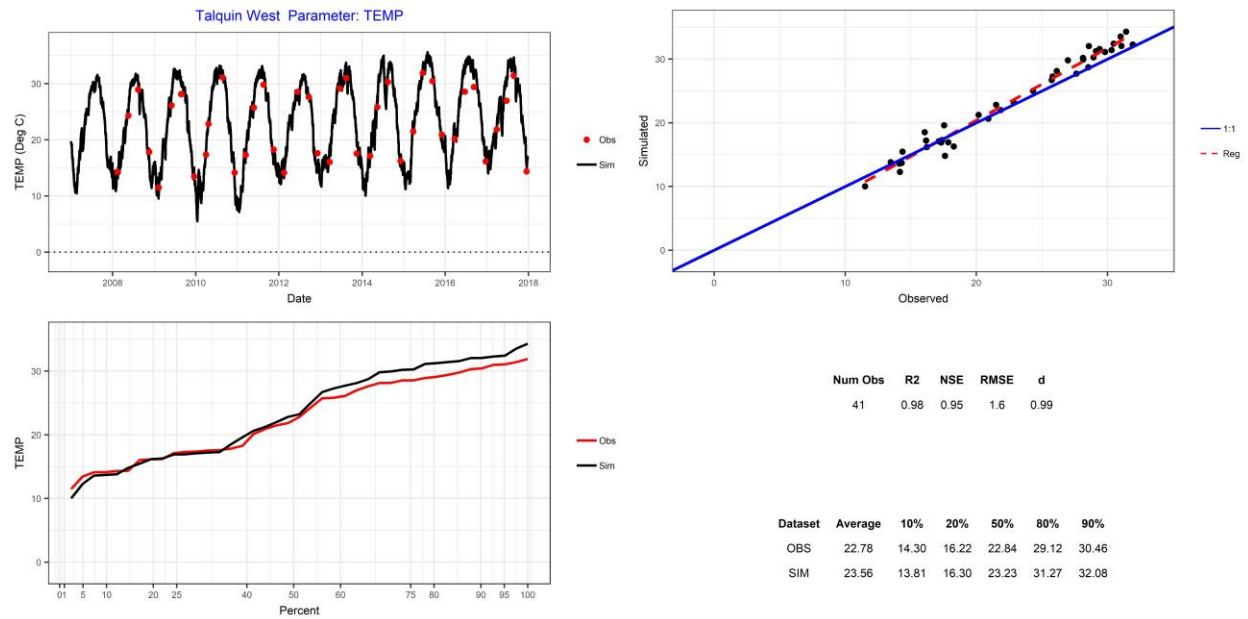 Talquin West  Parameter: TEMP
TEMP (Deg C)
30
20
10
0
2008 2010 2012 2014 2016 2018
Date
Obs
Sim
Simulated
30
20
10
0
0 10 20 30
Observed
1:1
Reg
TEMP
30
20
10
0
01 5 10 20 25 40 50 60 75 80 90 95 100
Percent
Obs
Sim
Num Obs R2 NSE RMSE d
41 0.98 0.95 1.6 0.99
Dataset Average 10% 20% 50% 80% 90%
OBS 22.78 14.30 16.22 22.84 29.12 30.46
SIM 23.56 13.81 16.30 23.23 31.27 32.08